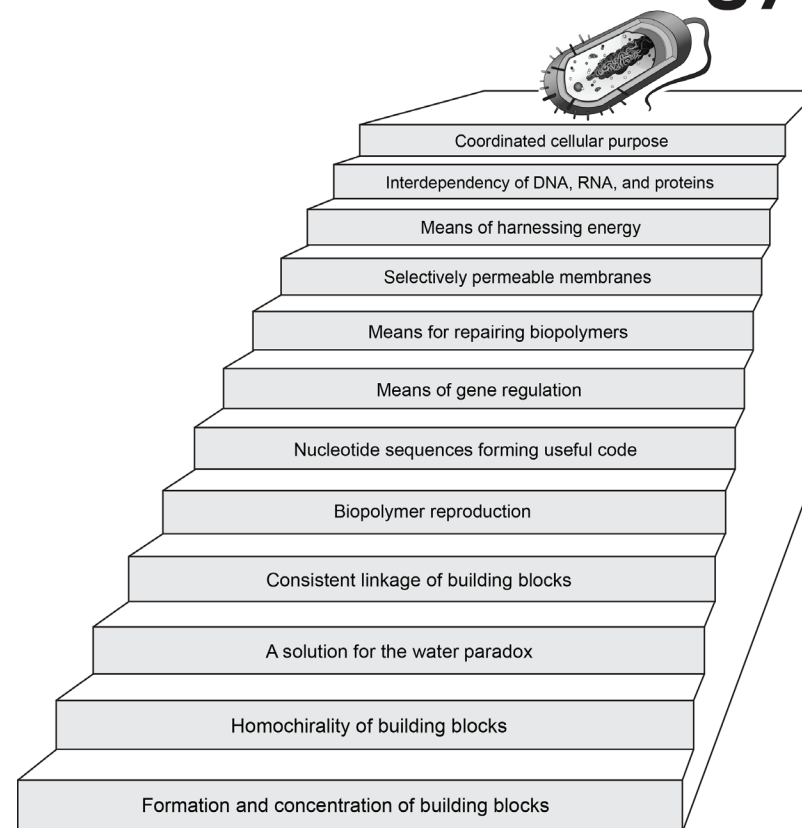 Coordinated cellular purpose
Interdependency of DNA, RNA, and proteins
Means of harnessing energy
Selectively permeable membranes
Means for repairing biopolymers
Means of gene regulation
Nucleotide sequences forming useful code
Biopolymer reproduction
Consistent linkage of building blocks
A solution for the water paradox
Homochirality of building blocks
Formation and concentration of building blocks